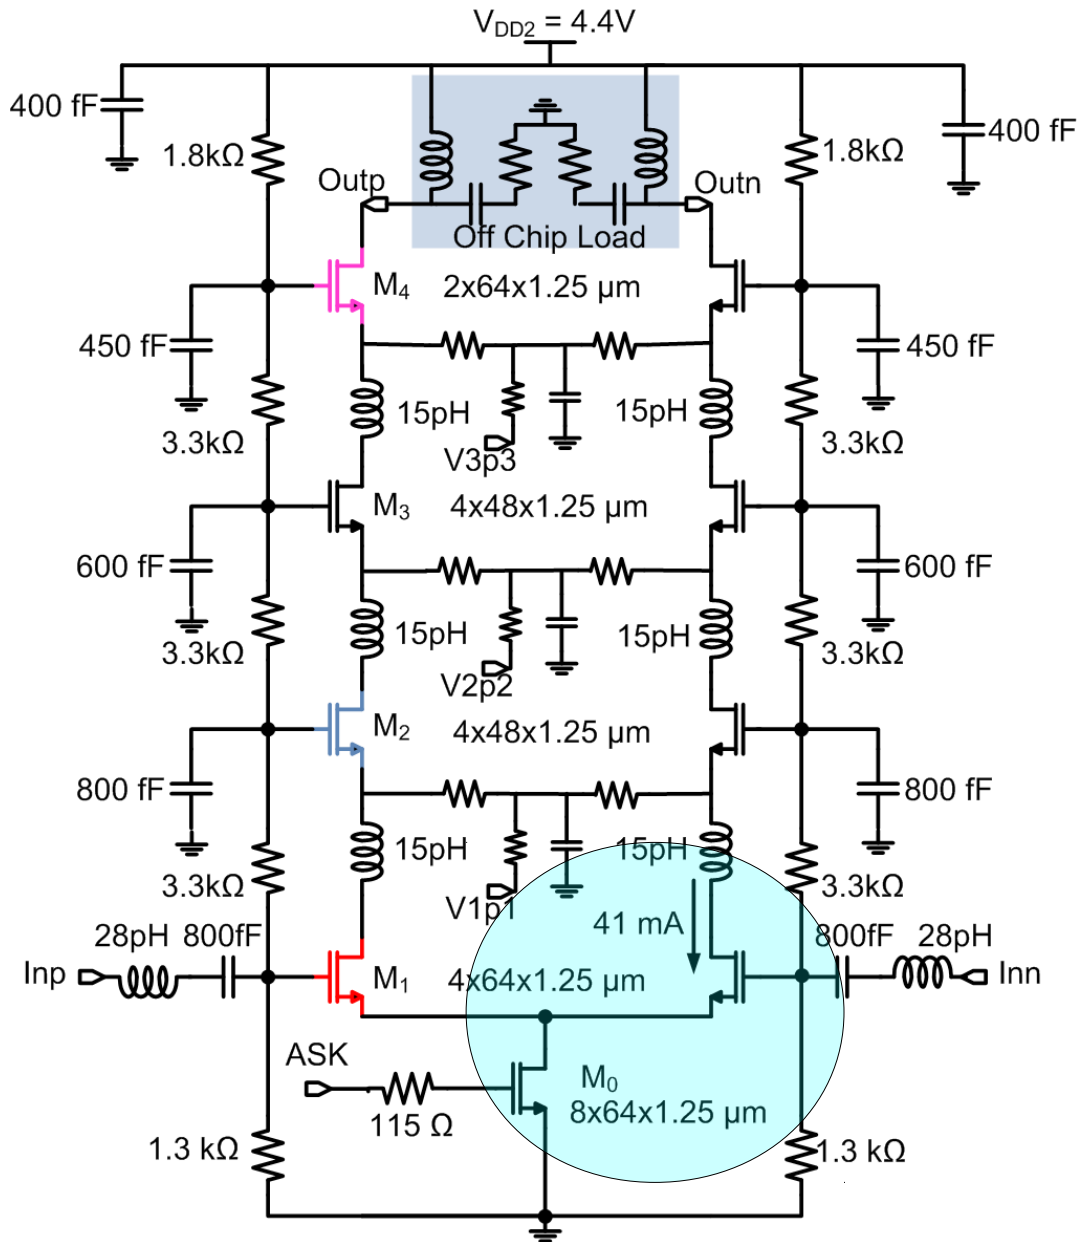 V_DD2 = 4.4V
400 fF
400 fF
1.8kΩ
1.8kΩ
Outp
Outn
Off Chip Load
M₄
2x64x1.25 µm
450 fF
450 fF
15pH
15pH
3.3kΩ
V3p3
3.3kΩ
M₃
4x48x1.25 µm
600 fF
600 fF
15pH
15pH
3.3kΩ
V2p2
3.3kΩ
M₂
4x48x1.25 µm
800 fF
800 fF
15pH
15pH
3.3kΩ
V1p1
3.3kΩ
41 mA
28pH
800fF
800fF
28pH
Inp
M₁
4x64x1.25 µm
Inn
ASK
M₀
115 Ω
8x64x1.25 µm
1.3 kΩ
1.3 kΩ